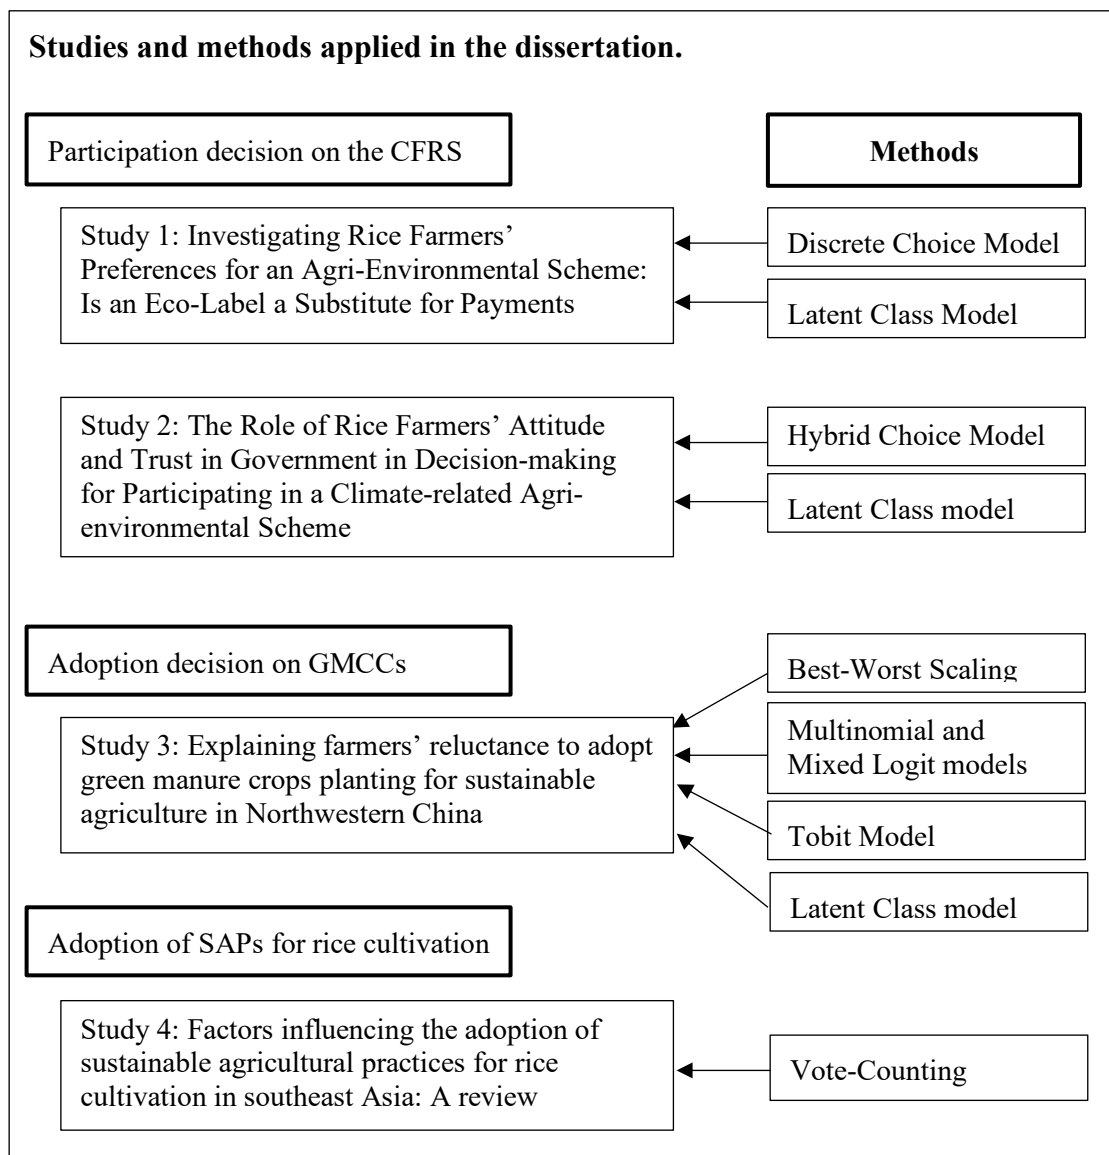 Studies and methods applied in the dissertation.
Participation decision on the CFRS
Methods
Study 1: Investigating Rice Farmers’
Preferences for an Agri-Environmental Scheme:
Is an Eco-Label a Substitute for Payments
Discrete Choice Model
Latent Class Model
Study 2: The Role of Rice Farmers’ Attitude
and Trust in Government in Decision-making
for Participating in a Climate-related Agri-
environmental Scheme
Hybrid Choice Model
Latent Class model
Adoption decision on GMCCs
Study 3: Explaining farmers’ reluctance to adopt
green manure crops planting for sustainable
agriculture in Northwestern China
Best-Worst Scaling
Multinomial and
Mixed Logit models
Tobit Model
Latent Class model
Adoption of SAPs for rice cultivation
Study 4: Factors influencing the adoption of
sustainable agricultural practices for rice
cultivation in southeast Asia: A review
Vote-Counting